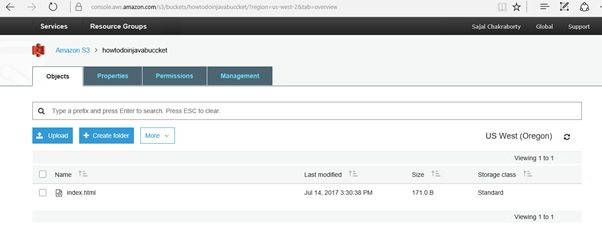 console.aws.amazon.com/s3/buckets/howtodoinjavabuccket/?region=us-west-2&tab=overview
Services Resource Groups Sajal Chakraborty Global Support
Amazon S3 > howtodoinjavabuccket
Objects Properties Permissions Management
Type a prefix and press Enter to search. Press ESC to clear.
Upload + Create folder More US West (Oregon)
Viewing 1 to 1
Name Last modified Size Storage class
index.html Jul 14, 2017 3:30:38 PM 171.0 B Standard
Viewing 1 to 1